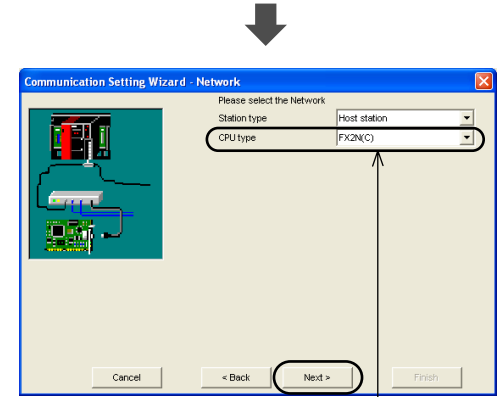 Communication Setting Wizard - Network
Please select the Network
Station type Host station
CPU type FX2N(C)
Cancel < Back Next > Finish